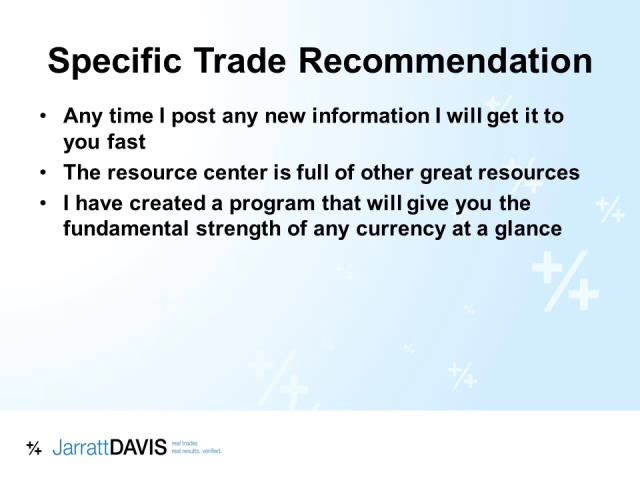 Specific Trade Recommendation
• Any time I post any new information I will get it to
you fast
• The resource center is full of other great resources
• I have created a program that will give you the
fundamental strength of any currency at a glance
JarrattDAVIS
real trades
real results. verified.